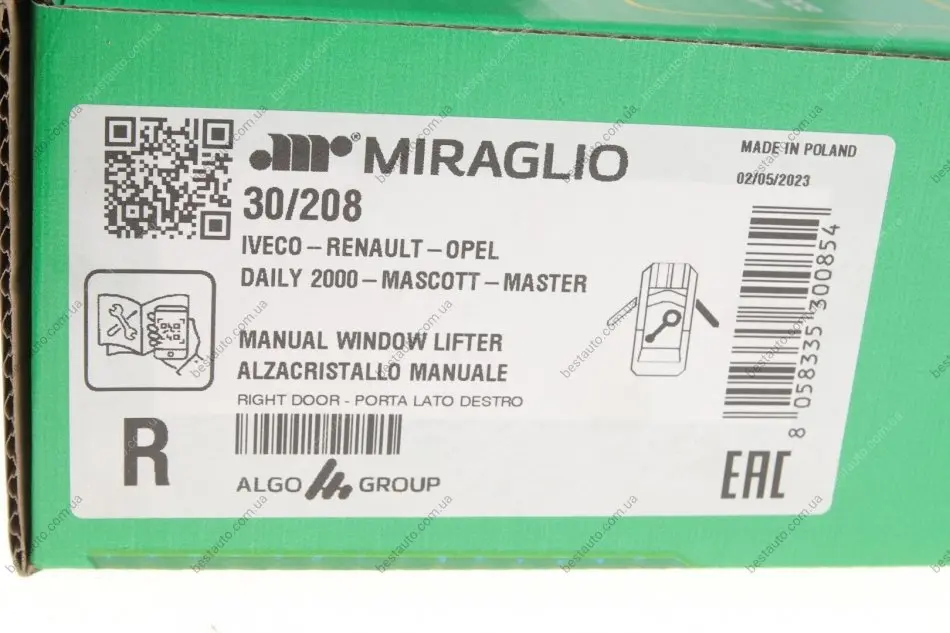 MIRAGLIO
30/208
IVECO – RENAULT – OPEL
DAILY 2000 – MASCOTT – MASTER
MANUAL WINDOW LIFTER
ALZACRISTALLO MANUALE
RIGHT DOOR - PORTA LATO DESTRO
R
ALGO GROUP
MADE IN POLAND
02/05/2023
8 058335 300854
EAC
bestauto.com.ua